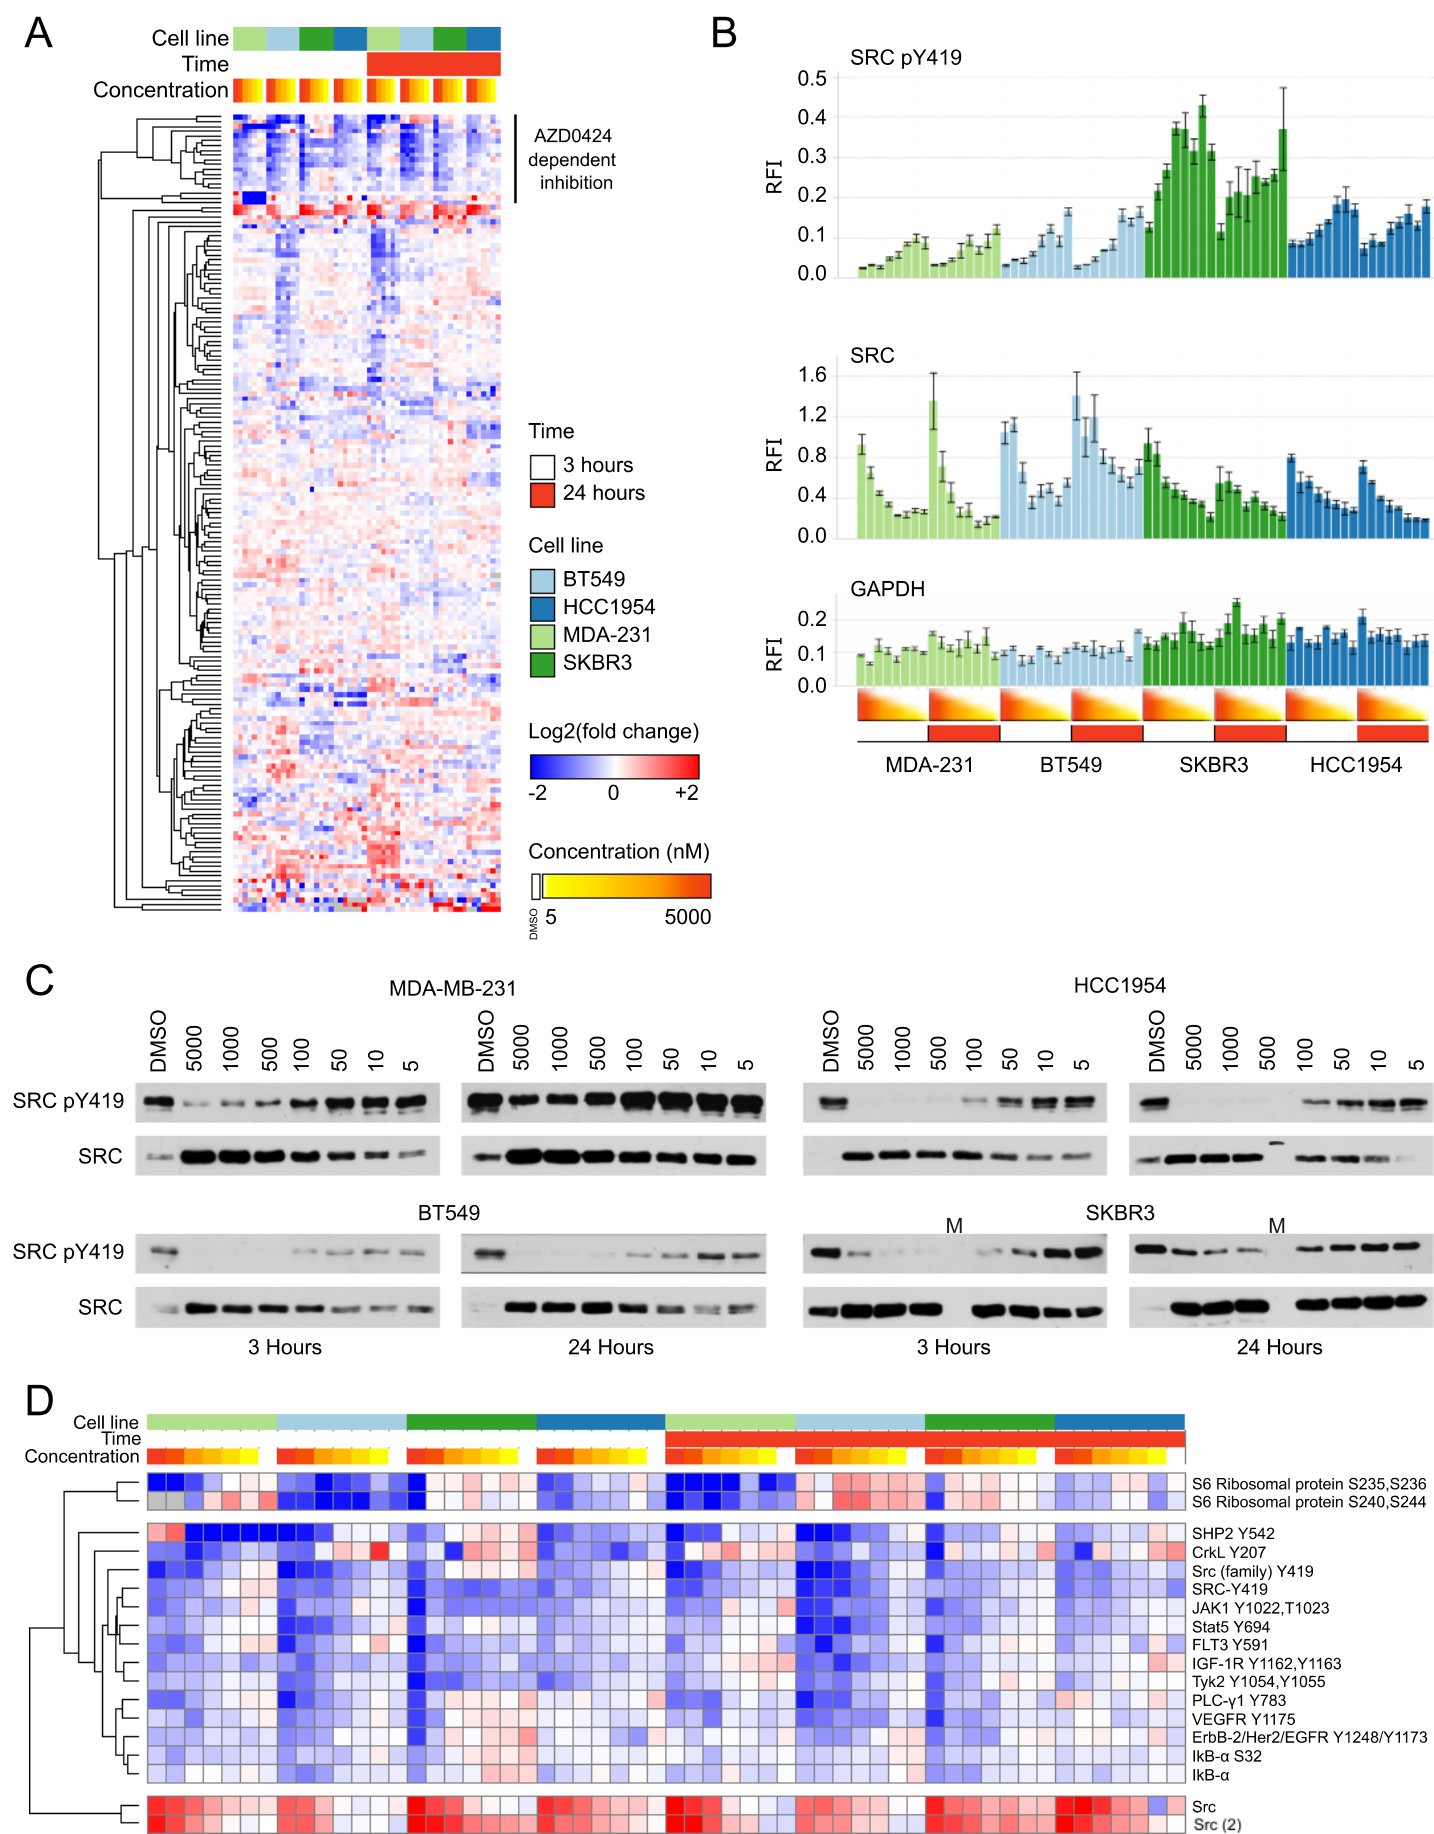 A
Cell line
Time
Concentration
AZD0424
dependent
inhibition
Time
3 hours
24 hours
Cell line
BT549
HCC1954
MDA-231
SKBR3
Log2(fold change)
-2 0 +2
Concentration (nM)
DMSO
5 5000
B
SRC pY419
RFI
0.5
0.4
0.3
0.2
0.1
0.0
SRC
RFI
1.6
1.2
0.8
0.4
0.0
GAPDH
RFI
0.2
0.1
0.0
MDA-231 BT549 SKBR3 HCC1954
C
MDA-MB-231 HCC1954
DMSO 5000 1000 500 100 50 10 5 DMSO 5000 1000 500 100 50 10 5 DMSO 5000 1000 500 100 50 10 5 DMSO 5000 1000 500 100 50 10 5
SRC pY419
SRC
BT549 SKBR3
M M
SRC pY419
SRC
3 Hours 24 Hours 3 Hours 24 Hours
D
Cell line
Time
Concentration
S6 Ribosomal protein S235,S236
S6 Ribosomal protein S240,S244
SHP2 Y542
CrkL Y207
Src (family) Y419
SRC-Y419
JAK1 Y1022,T1023
Stat5 Y694
FLT3 Y591
IGF-1R Y1162,Y1163
Tyk2 Y1054,Y1055
PLC-γ1 Y783
VEGFR Y1175
ErbB-2/Her2/EGFR Y1248/Y1173
IkB-α S32
IkB-α
Src
Src (2)